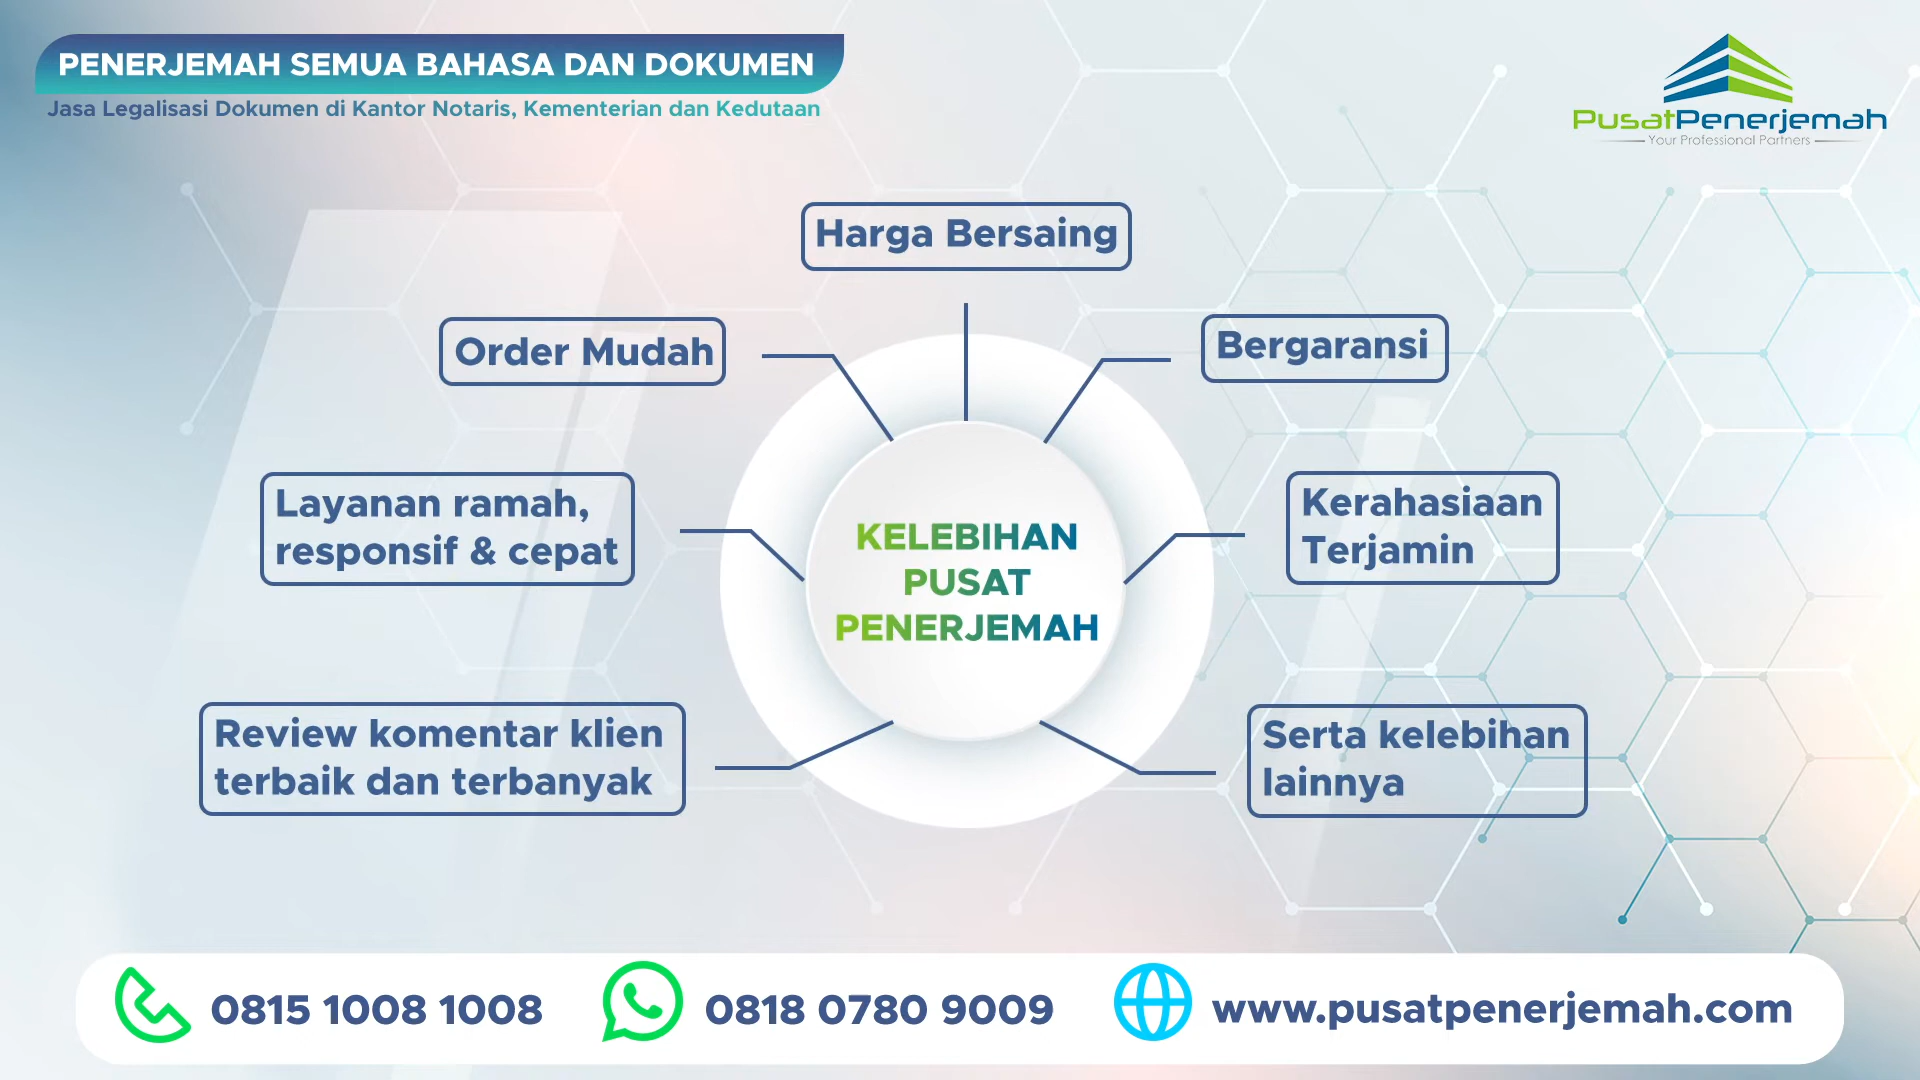 PENERJEMAH SEMUA BAHASA DAN DOKUMEN
Jasa Legalisasi Dokumen di Kantor Notaris, Kementerian dan Kedutaan
PusatPenerjemah
Your Professional Partners
Harga Bersaing
Order Mudah
Bergaransi
Layanan ramah,
responsif & cepat
Kerahasiaan
Terjamin
KELEBIHAN
PUSAT
PENERJEMAH
Review komentar klien
terbaik dan terbanyak
Serta kelebihan
lainnya
0815 1008 1008
0818 0780 9009
www.pusatpenerjemah.com